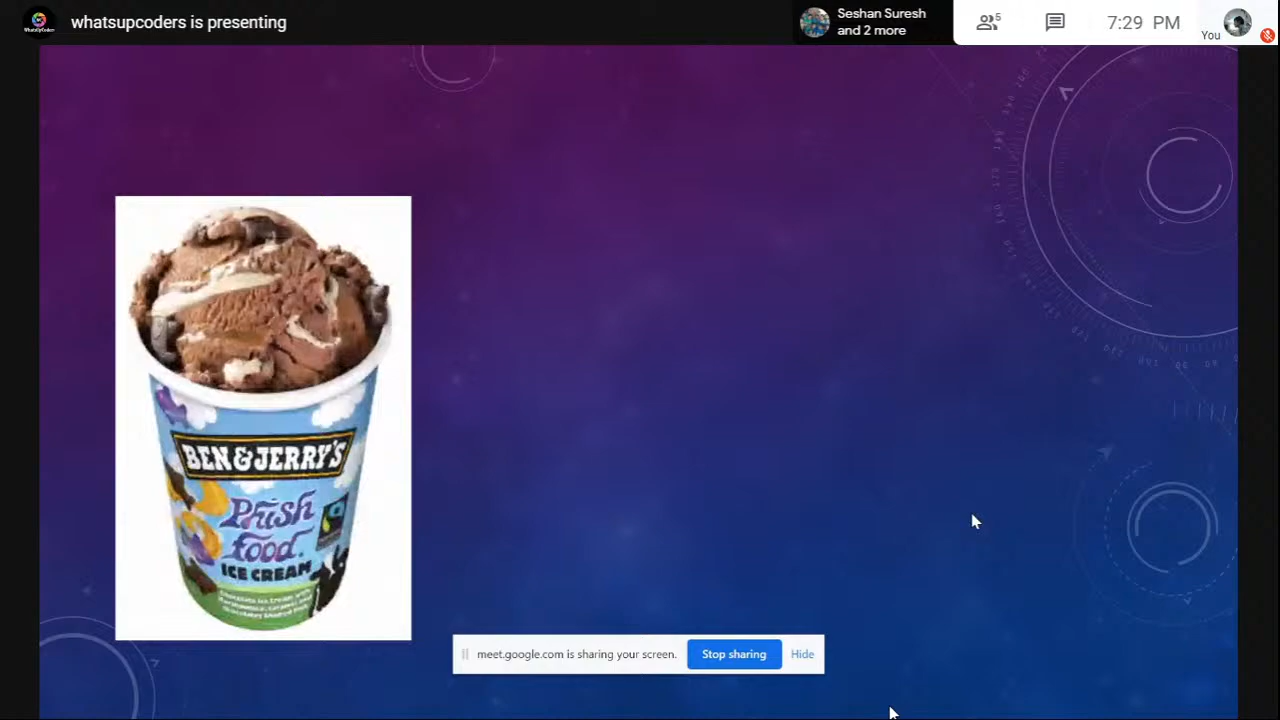 whatsupcoders is presenting
Seshan Suresh
and 2 more
5
7:29 PM
You
BEN & JERRY'S
Phish
food.
ICE CREAM
meet.google.com is sharing your screen.
Stop sharing
Hide